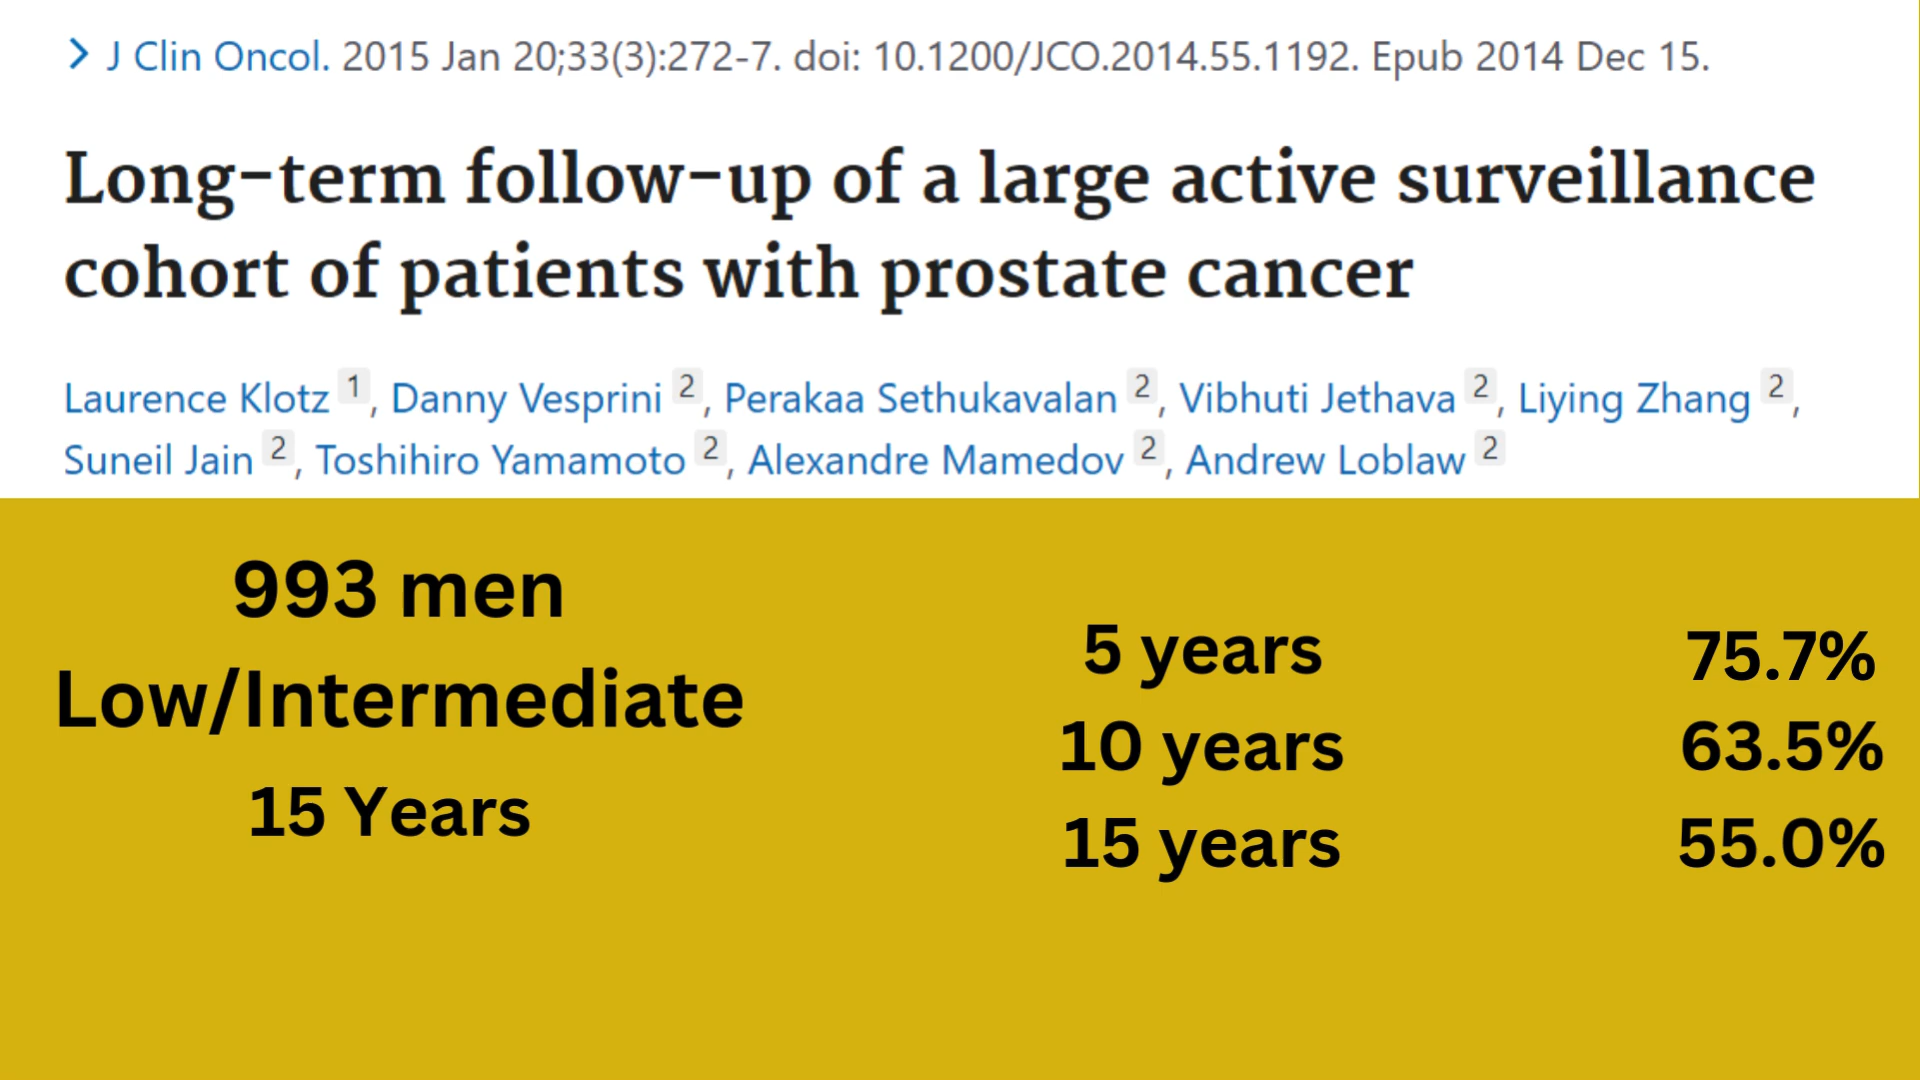 > J Clin Oncol. 2015 Jan 20;33(3):272-7. doi: 10.1200/JCO.2014.55.1192. Epub 2014 Dec 15.
Long-term follow-up of a large active surveillance
cohort of patients with prostate cancer
Laurence Klotz 1, Danny Vesprini 2, Perakaa Sethukavalan 2, Vibhuti Jethava 2, Liying Zhang 2,
Suneil Jain 2, Toshihiro Yamamoto 2, Alexandre Mamedov 2, Andrew Loblaw 2
993 men
Low/Intermediate
15 Years
5 years 75.7%
10 years 63.5%
15 years 55.0%